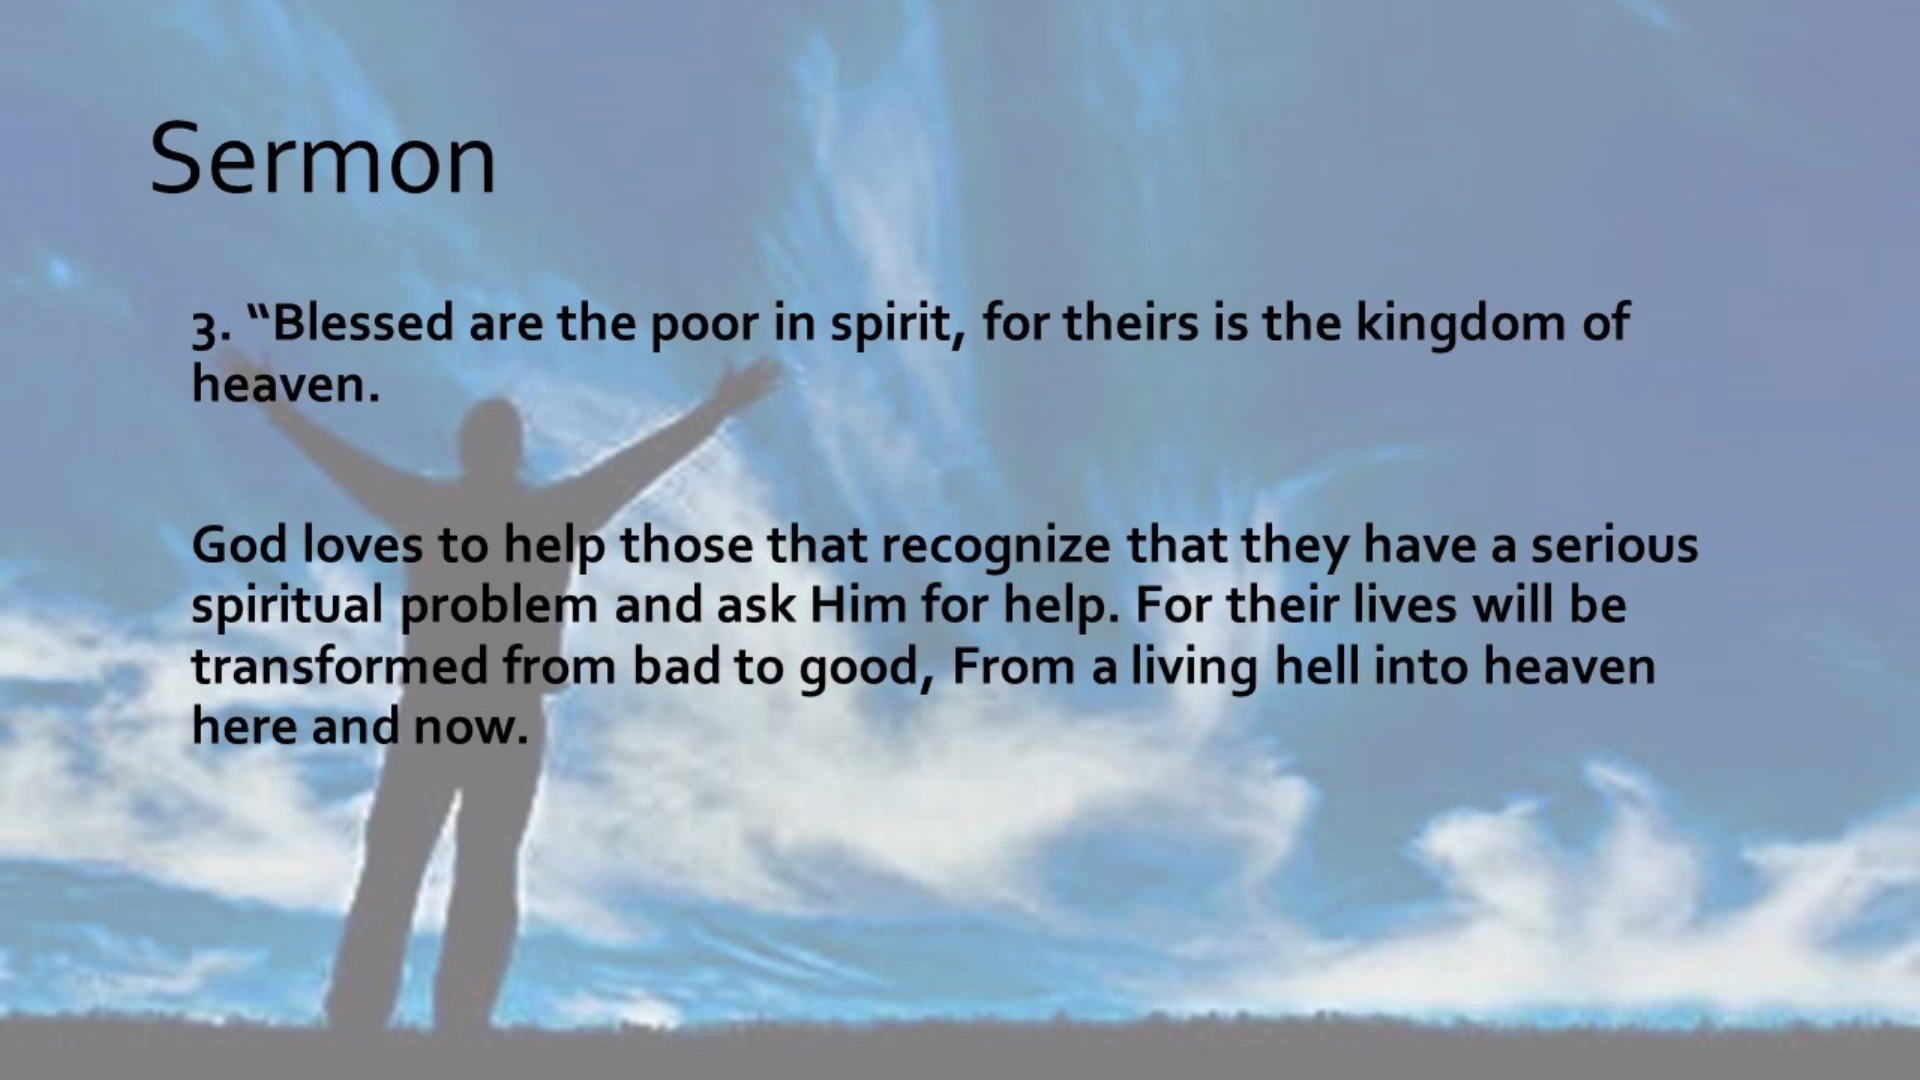 Sermon
3. “Blessed are the poor in spirit, for theirs is the kingdom of
heaven.
God loves to help those that recognize that they have a serious
spiritual problem and ask Him for help. For their lives will be
transformed from bad to good, From a living hell into heaven
here and now.